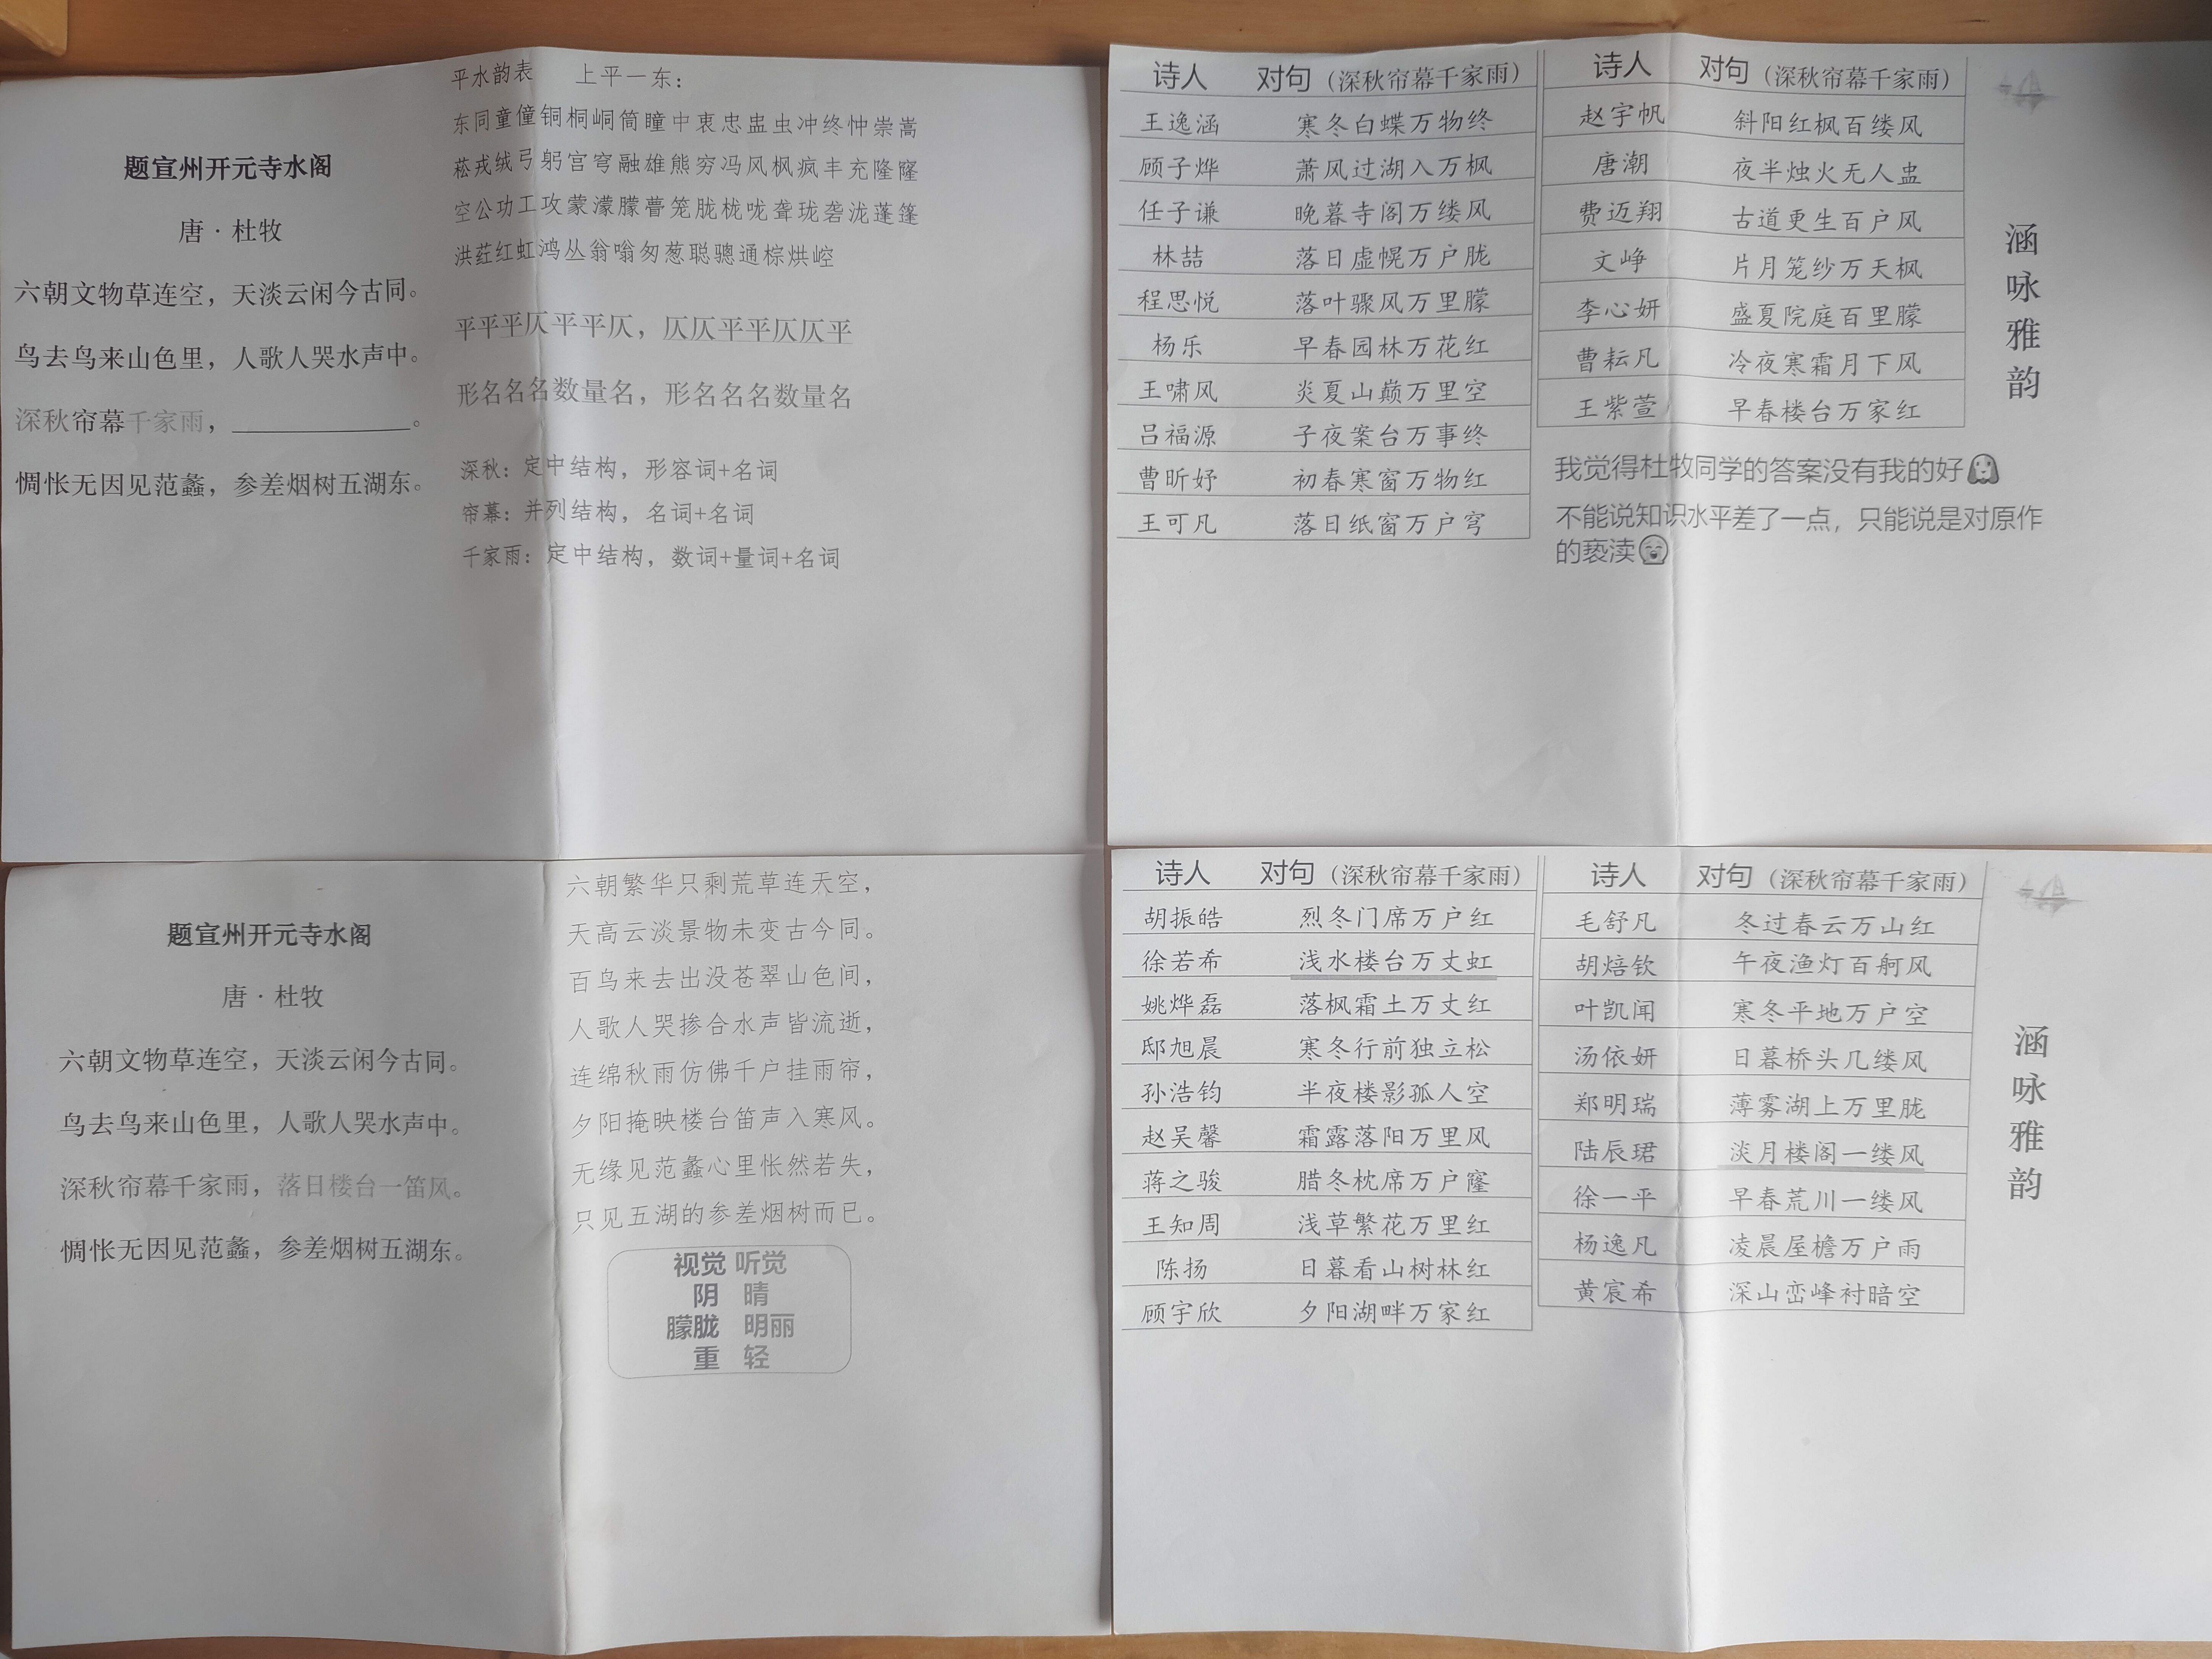 题宣州开元寺水阁
唐·杜牧
六朝文物草连空，天淡云闲今古同。
鸟去鸟来山色里，人歌人哭水声中。
深秋帘幕千家雨，____________。
惆怅无因见范蠡，参差烟树五湖东。
平水韵表 上平一东：
东同童僮铜桐峒筒瞳中衷忠盅虫冲终忡崇嵩
菘戎绒弓躬宫穹融雄熊穷冯风枫疯丰充隆窿
空公功工攻蒙濛朦瞢笼胧栊咙聋珑砻泷蓬篷
洪荭红虹鸿丛翁嗡匆葱聪骢通棕烘崆
平平平仄平平仄，仄仄平平仄仄平
形名名名数量名，形名名名数量名
深秋：定中结构，形容词+名词
帘幕：并列结构，名词+名词
千家雨：定中结构，数词+量词+名词
诗人 对句（深秋帘幕千家雨）
王逸涵 寒冬白蝶万物终
顾子烨 萧风过湖入万枫
任子谦 晚暮寺阁万缕风
林喆 落日虚幌万户胧
程思悦 落叶骤风万里朦
杨乐 早春园林万花红
王啸风 炎夏山巅万里空
吕福源 子夜案台万事终
曹昕妤 初春寒窗万物红
王可凡 落日纸窗万户穹
诗人 对句（深秋帘幕千家雨）
赵宇帆 斜阳红枫百缕风
唐潮 夜半烛火无人盅
费迈翔 古道更生百户风
文峥 片月笼纱万天枫
李心妍 盛夏院庭百里朦
曹耘凡 冷夜寒霜月下风
王紫萱 早春楼台万家红
我觉得杜牧同学的答案没有我的好
不能说知识水平差了一点，只能说是对原作
的亵渎
涵咏雅韵
题宣州开元寺水阁
唐·杜牧
六朝文物草连空，天淡云闲今古同。
鸟去鸟来山色里，人歌人哭水声中。
深秋帘幕千家雨，落日楼台一笛风。
惆怅无因见范蠡，参差烟树五湖东。
六朝繁华只剩荒草连天空，
天高云淡景物未变古今同。
百鸟来去出没苍翠山色间，
人歌人哭掺合水声皆流逝，
连绵秋雨仿佛千户挂雨帘，
夕阳掩映楼台笛声入寒风。
无缘见范蠡心里怅然若失，
只见五湖的参差烟树而已。
视觉 听觉
阴 晴
朦胧 明丽
重 轻
诗人 对句（深秋帘幕千家雨）
胡振皓 烈冬门席万户红
徐若希 浅水楼台万丈虹
姚烨磊 落枫霜土万丈红
邸旭晨 寒冬行前独立松
孙浩钧 半夜楼影孤人空
赵吴馨 霜露落阳万里风
蒋之骏 腊冬枕席万户窿
王知周 浅草繁花万里红
陈扬 日暮看山树林红
顾宇欣 夕阳湖畔万家红
诗人 对句（深秋帘幕千家雨）
毛舒凡 冬过春云万山红
胡焙钦 午夜渔灯百舸风
叶凯闻 寒冬平地万户空
汤依妍 日暮桥头几缕风
郑明瑞 薄雾湖上万里胧
陆辰珺 淡月楼阁一缕风
徐一平 早春荒川一缕风
杨逸凡 凌晨屋檐万户雨
黄宸希 深山峦峰衬暗空
涵咏雅韵